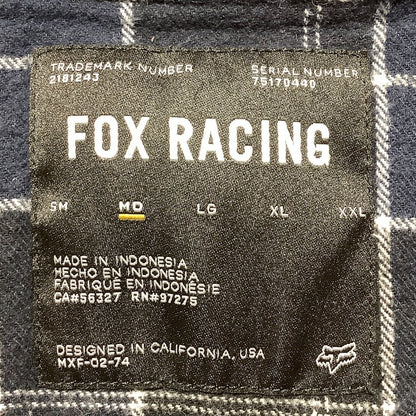 TRADEMARK NUMBER
2181243
SERIAL NUMBER
75170440
FOX RACING
SM MD LG XL XXL
MADE IN INDONESIA
HECHO EN INDONESIA
FABRIQUÉ EN INDONÉSIE
CA#56327 RN#97275
DESIGNED IN CALIFORNIA, USA
MXF-02-74